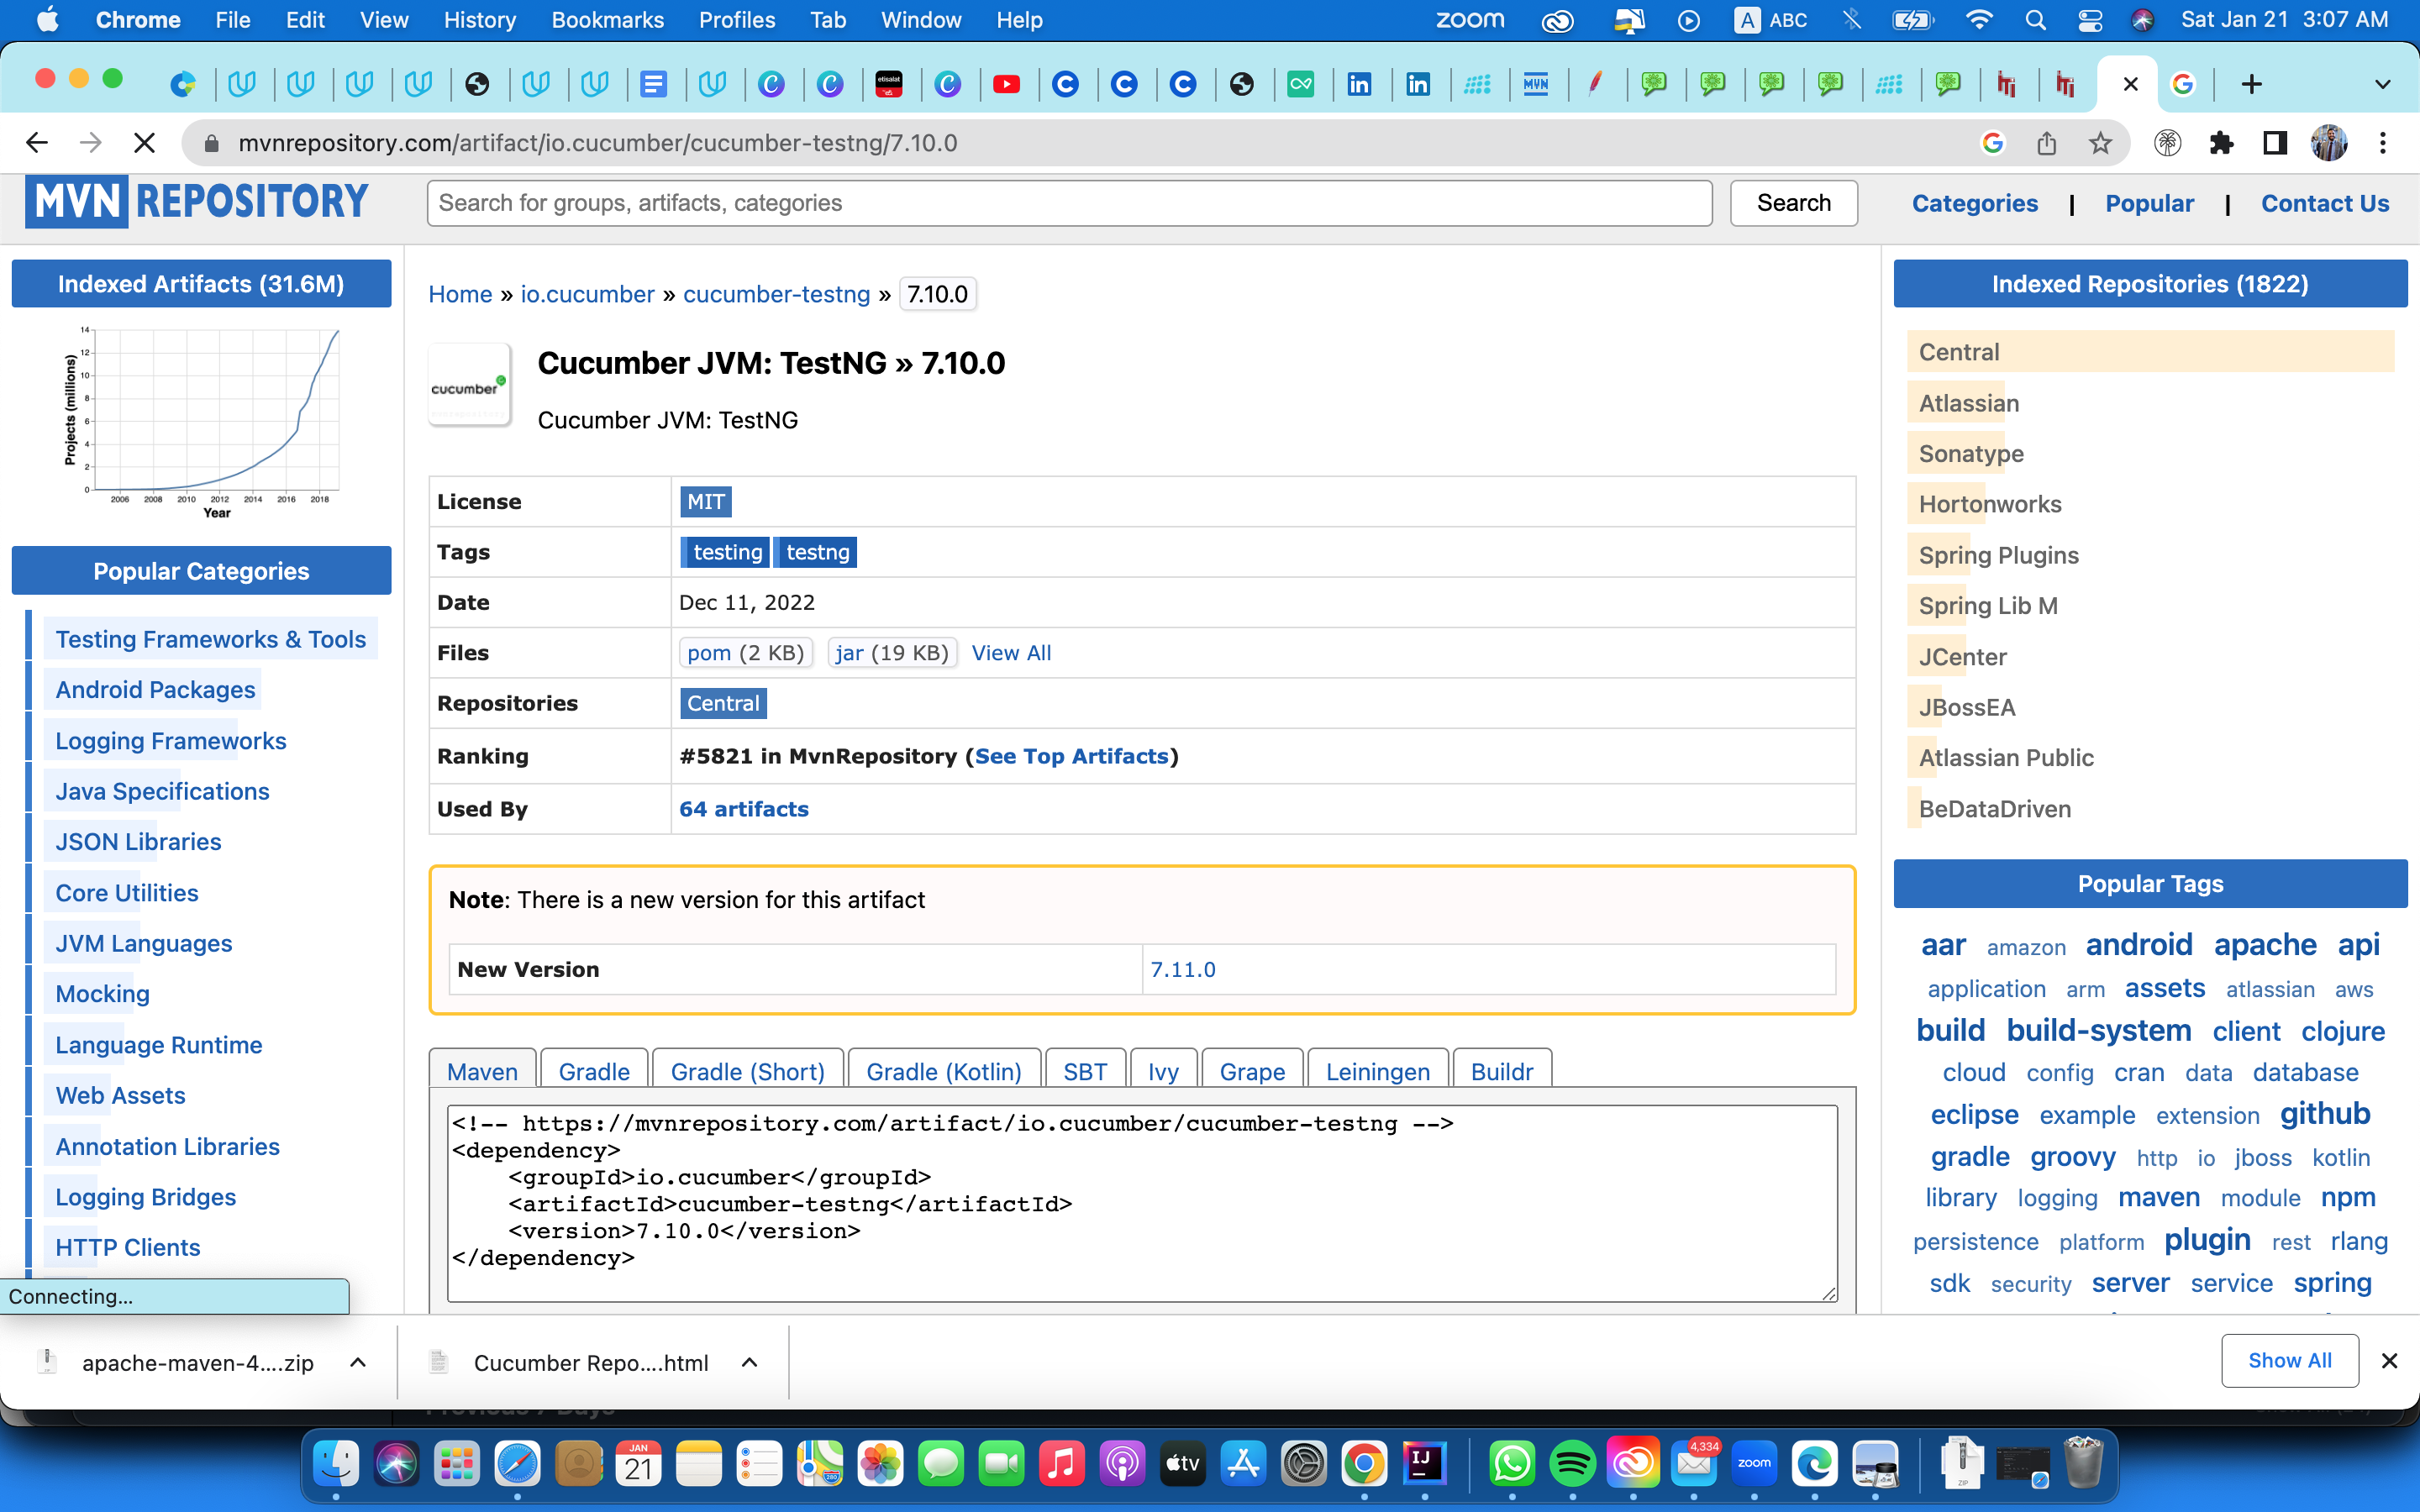 Chrome File Edit View History Bookmarks Profiles Tab Window Help zoom A ABC Sat Jan 21 3:07 AM
mvnrepository.com/artifact/io.cucumber/cucumber-testng/7.10.0
MVN REPOSITORY
Search for groups, artifacts, categories
Search
Categories | Popular | Contact Us
Indexed Artifacts (31.6M)
Projects (millions)
14
12
10
8
6
4
2
0
2006 2008 2010 2012 2014 2016 2018
Year
Popular Categories
Testing Frameworks & Tools
Android Packages
Logging Frameworks
Java Specifications
JSON Libraries
Core Utilities
JVM Languages
Mocking
Language Runtime
Web Assets
Annotation Libraries
Logging Bridges
HTTP Clients
Connecting...
Home » io.cucumber » cucumber-testng » 7.10.0
cucumber
Cucumber JVM: TestNG » 7.10.0
Cucumber JVM: TestNG
License MIT
Tags testing testng
Date Dec 11, 2022
Files pom (2 KB) jar (19 KB) View All
Repositories Central
Ranking #5821 in MvnRepository (See Top Artifacts)
Used By 64 artifacts
Note: There is a new version for this artifact
New Version 7.11.0
Maven Gradle Gradle (Short) Gradle (Kotlin) SBT Ivy Grape Leiningen Buildr
<!-- https://mvnrepository.com/artifact/io.cucumber/cucumber-testng -->
<dependency>
<groupId>io.cucumber</groupId>
<artifactId>cucumber-testng</artifactId>
<version>7.10.0</version>
</dependency>
Indexed Repositories (1822)
Central
Atlassian
Sonatype
Hortonworks
Spring Plugins
Spring Lib M
JCenter
JBossEA
Atlassian Public
BeDataDriven
Popular Tags
aar amazon android apache api
application arm assets atlassian aws
build build-system client clojure
cloud config cran data database
eclipse example extension github
gradle groovy http io jboss kotlin
library logging maven module npm
persistence platform plugin rest rlang
sdk security server service spring
apache-maven-4....zip
Cucumber Repo....html
Show All
JAN
21
tv
IJ
4,334
zoom
ZIP